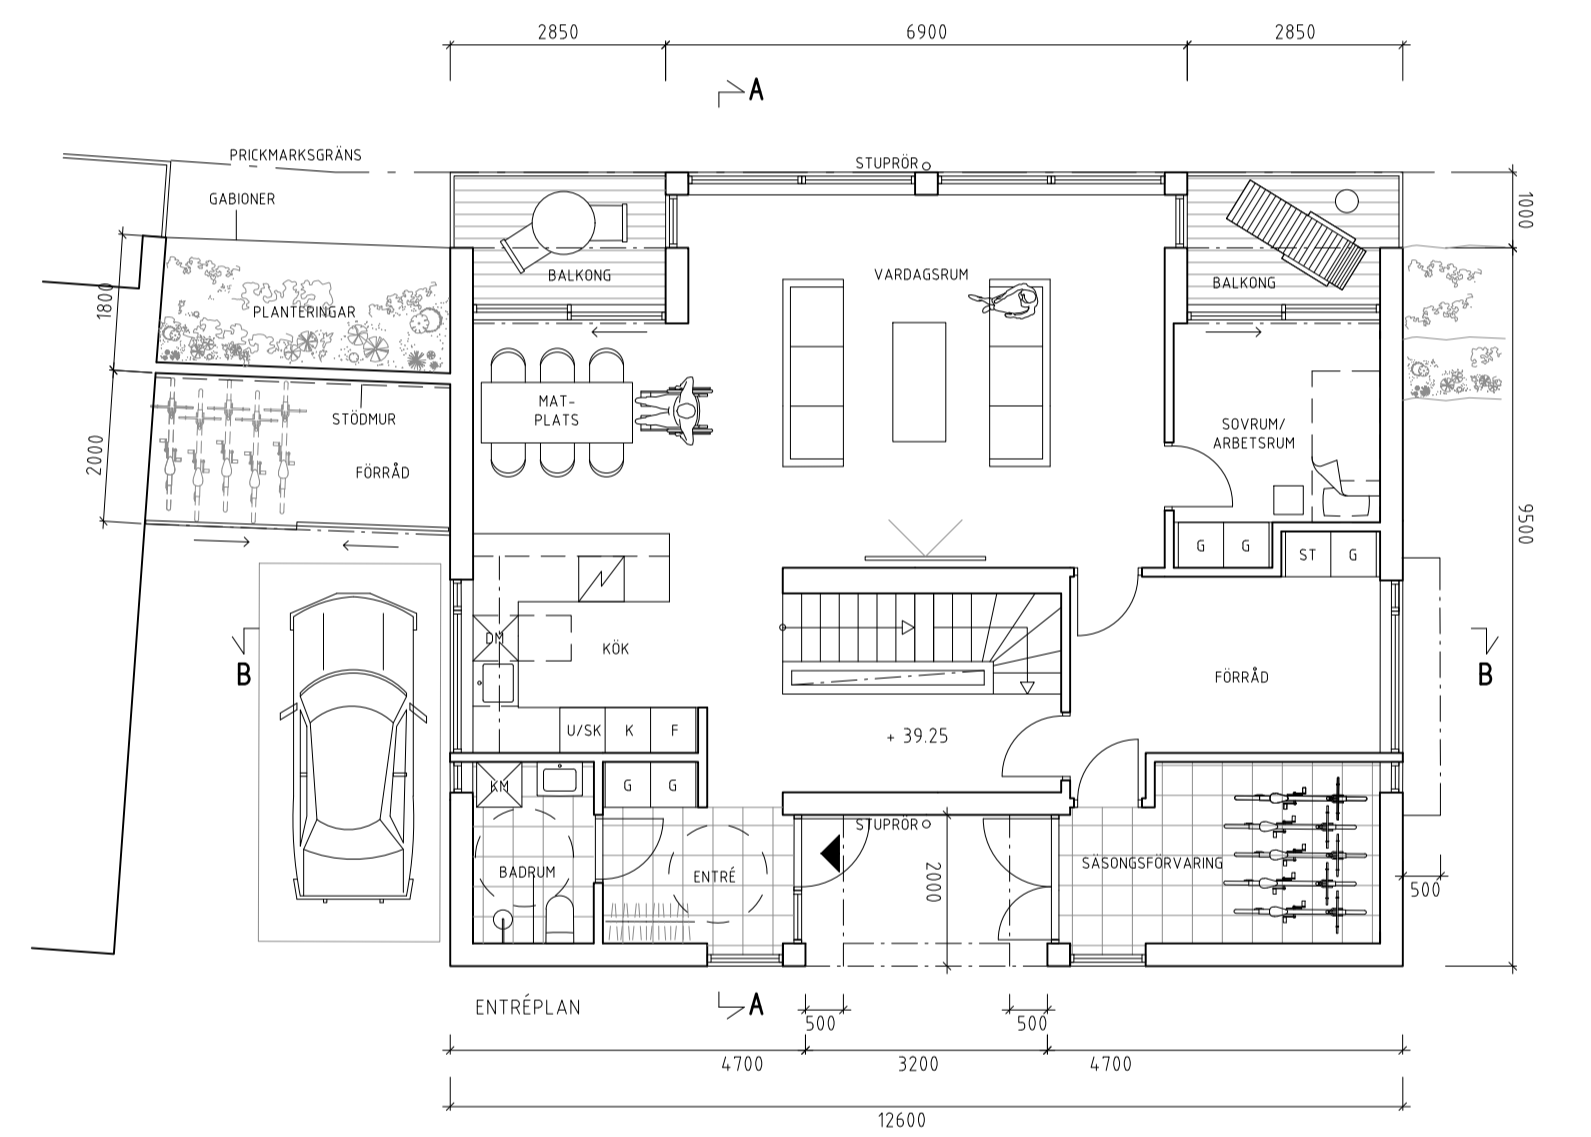 2850
6900
2850
A
PRICKMARKSGRÄNS
STUPRÖR
GABIONER
1000
BALKONG
VARDAGSRUM
BALKONG
1800
PLANTERINGAR
MAT-
PLATS
STÖDMUR
SOVRUM/
ARBETSRUM
2000
FÖRRÅD
9500
G
G
ST
G
DM
KÖK
B
B
FÖRRÅD
U/SK
K
F
+ 39.25
KM
G
G
STUPRÖR
BADRUM
ENTRÉ
2000
SÄSONGSFÖRVARING
500
ENTRÉPLAN
A
500
500
4700
3200
4700
12600